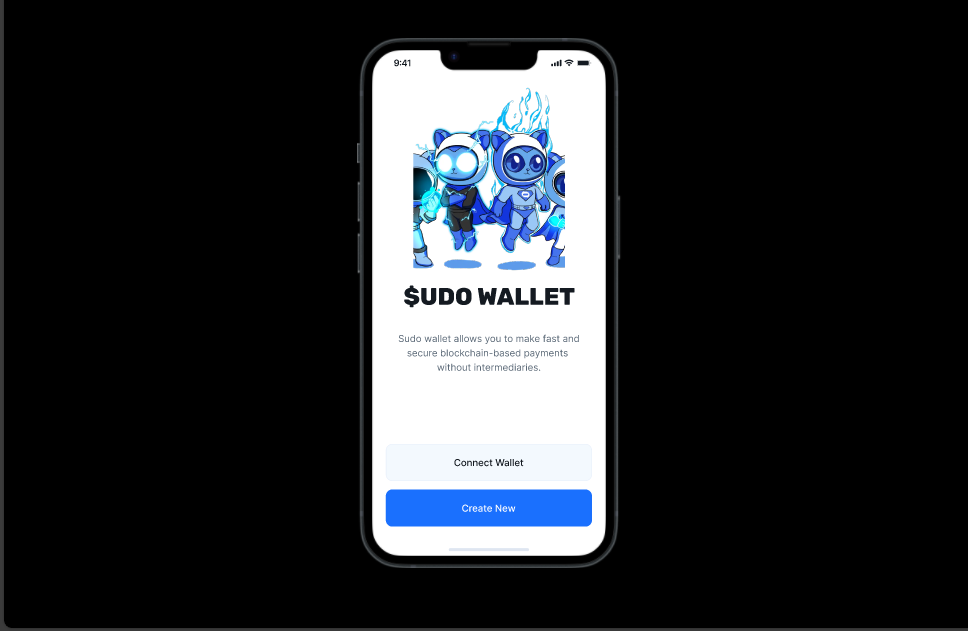 9:41
$UDO WALLET
Sudo wallet allows you to make fast and
secure blockchain-based payments
without intermediaries.
Connect Wallet
Create New